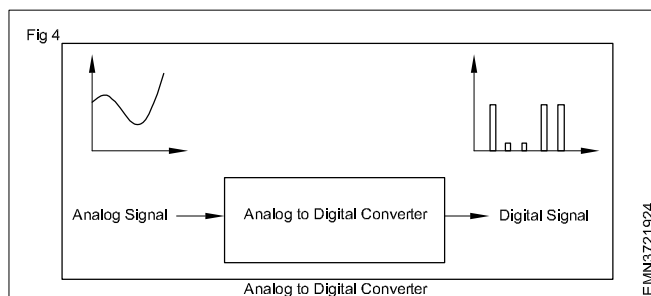 Fig 4
Analog Signal
Analog to Digital Converter
Digital Signal
Analog to Digital Converter
EMN3721924